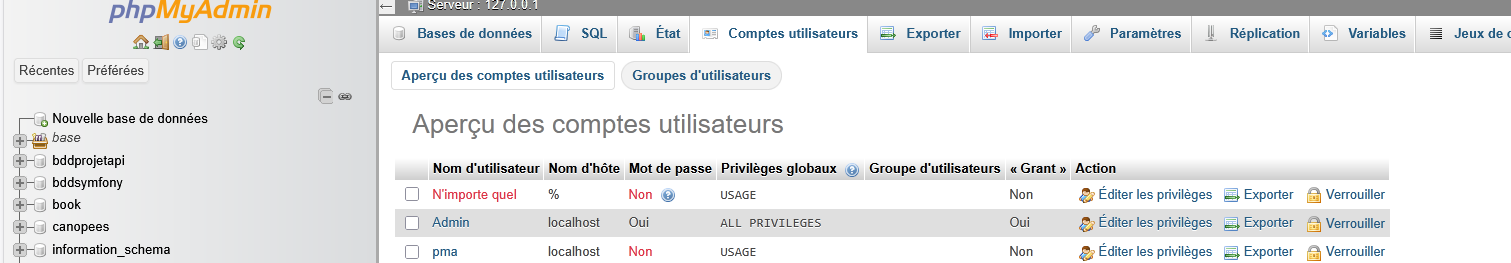 phpMyAdmin
Récentes Préférées
Nouvelle base de données
base
bddprojetapi
bddsymfony
book
canopees
information_schema
Serveur : 127.0.0.1
Bases de données SQL État Comptes utilisateurs Exporter Importer Paramètres Réplication Variables Jeux de c
Aperçu des comptes utilisateurs Groupes d'utilisateurs
Aperçu des comptes utilisateurs
Nom d'utilisateur Nom d'hôte Mot de passe Privilèges globaux Groupe d'utilisateurs « Grant » Action
N'importe quel % Non USAGE Non Éditer les privilèges Exporter Verrouiller
Admin localhost Oui ALL PRIVILEGES Oui Éditer les privilèges Exporter Verrouiller
pma localhost Non USAGE Non Éditer les privilèges Exporter Verrouiller